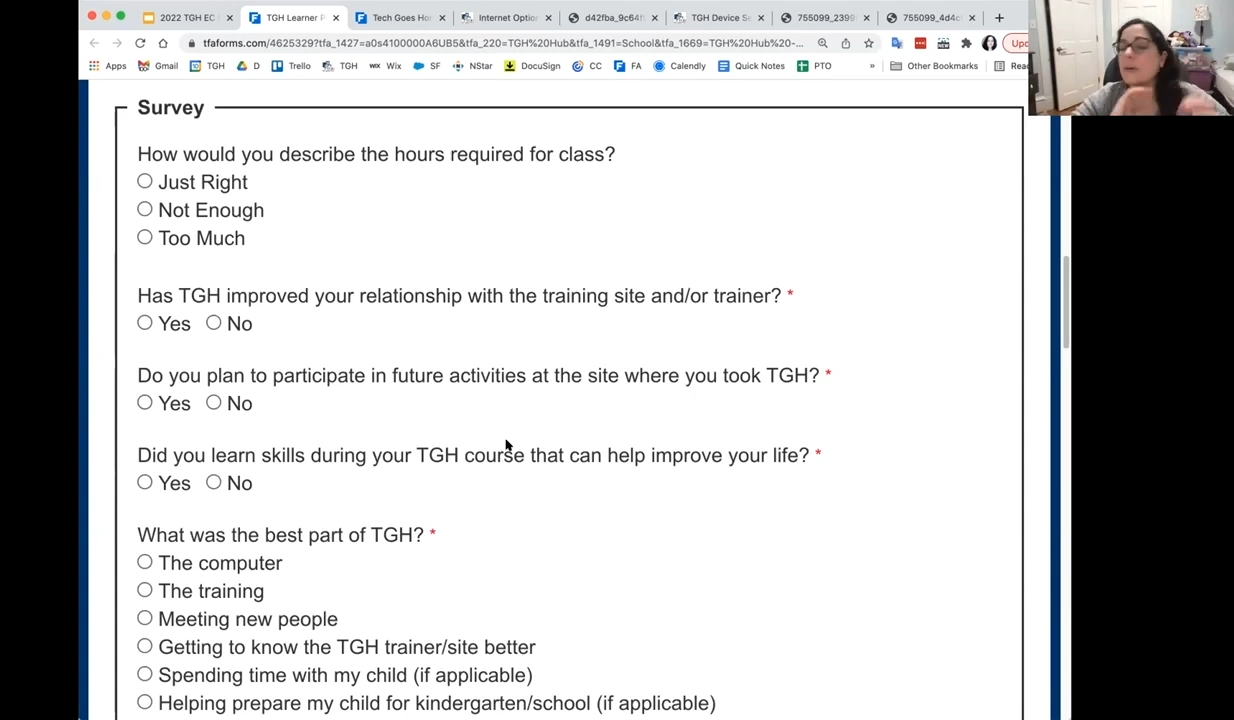 2022 TGH EC
TGH Learner P
Tech Goes Hom
Internet Option
d42fba_9c64f
TGH Device Se
755099_2399
755099_4d4c
tfaforms.com/4625329?tfa_1427=a0s4100000A6UB5&tfa_220=TGH%20Hub&tfa_1491=School&tfa_1669=TGH%20Hub%20-...
Apps Gmail TGH D Trello TGH Wix SF NStar DocuSign CC FA Calendly Quick Notes PTO » Other Bookmarks
Survey
How would you describe the hours required for class?
Just Right
Not Enough
Too Much
Has TGH improved your relationship with the training site and/or trainer? *
Yes No
Do you plan to participate in future activities at the site where you took TGH? *
Yes No
Did you learn skills during your TGH course that can help improve your life? *
Yes No
What was the best part of TGH? *
The computer
The training
Meeting new people
Getting to know the TGH trainer/site better
Spending time with my child (if applicable)
Helping prepare my child for kindergarten/school (if applicable)